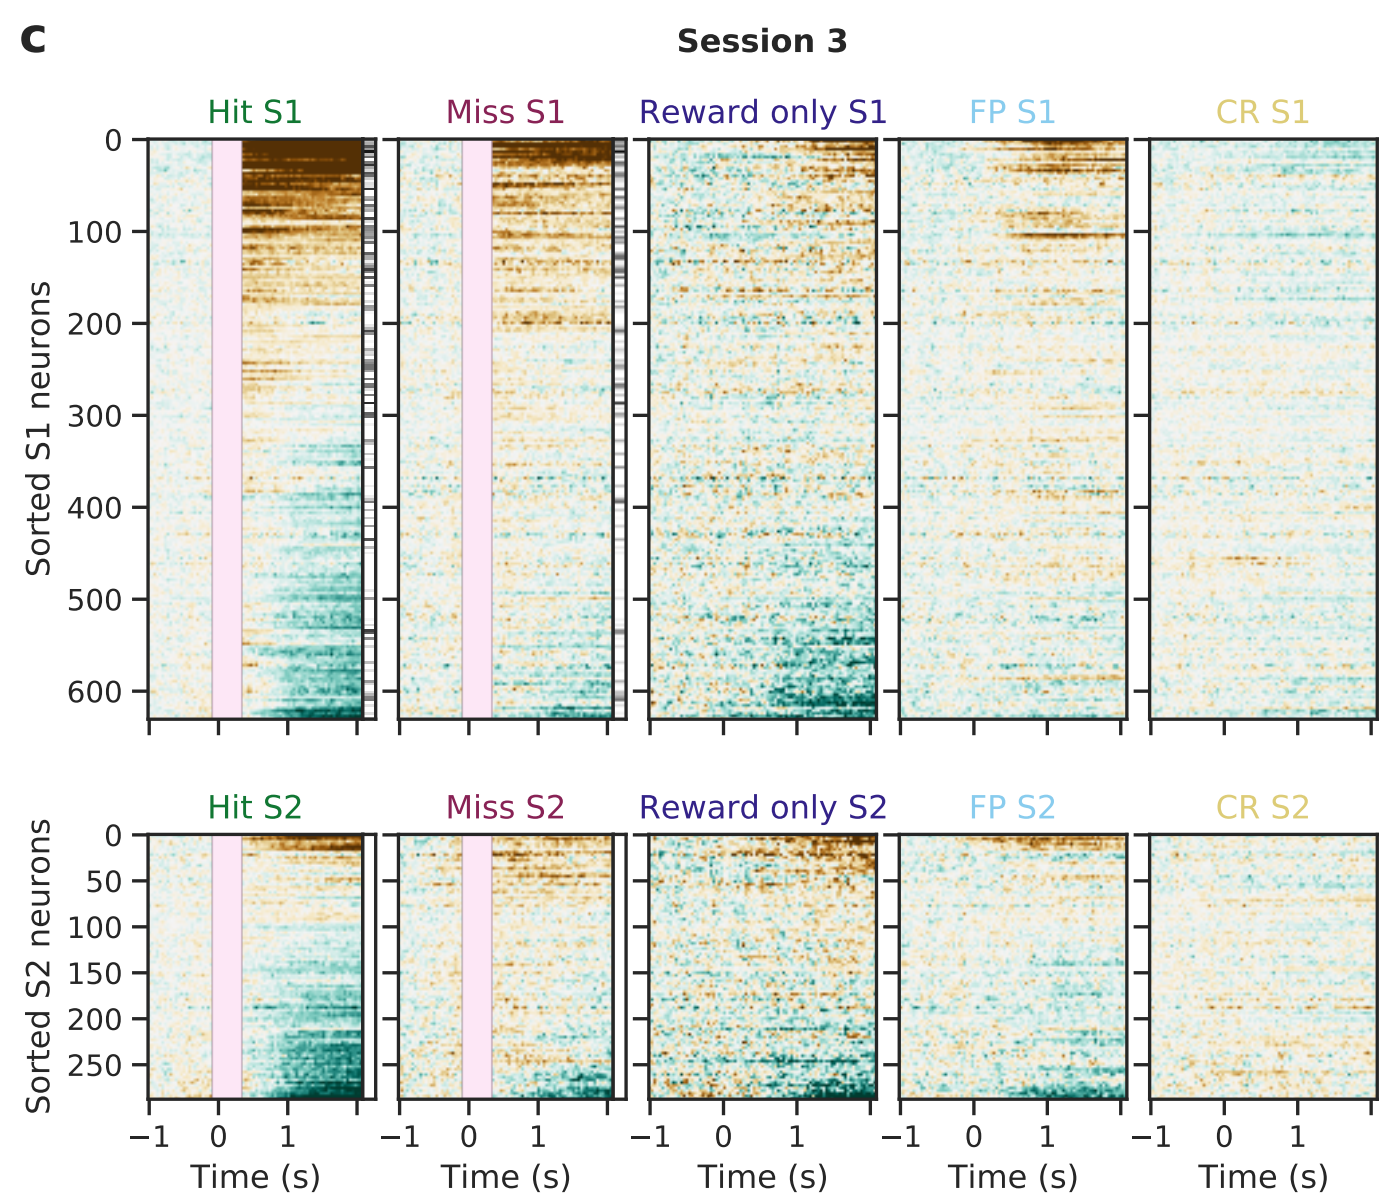 c
Session 3
Hit S1 Miss S1 Reward only S1 FP S1 CR S1
Sorted S1 neurons
0
100
200
300
400
500
600
Hit S2 Miss S2 Reward only S2 FP S2 CR S2
Sorted S2 neurons
0
50
100
150
200
250
−1 0 1 −1 0 1 −1 0 1 −1 0 1 −1 0 1
Time (s) Time (s) Time (s) Time (s) Time (s)